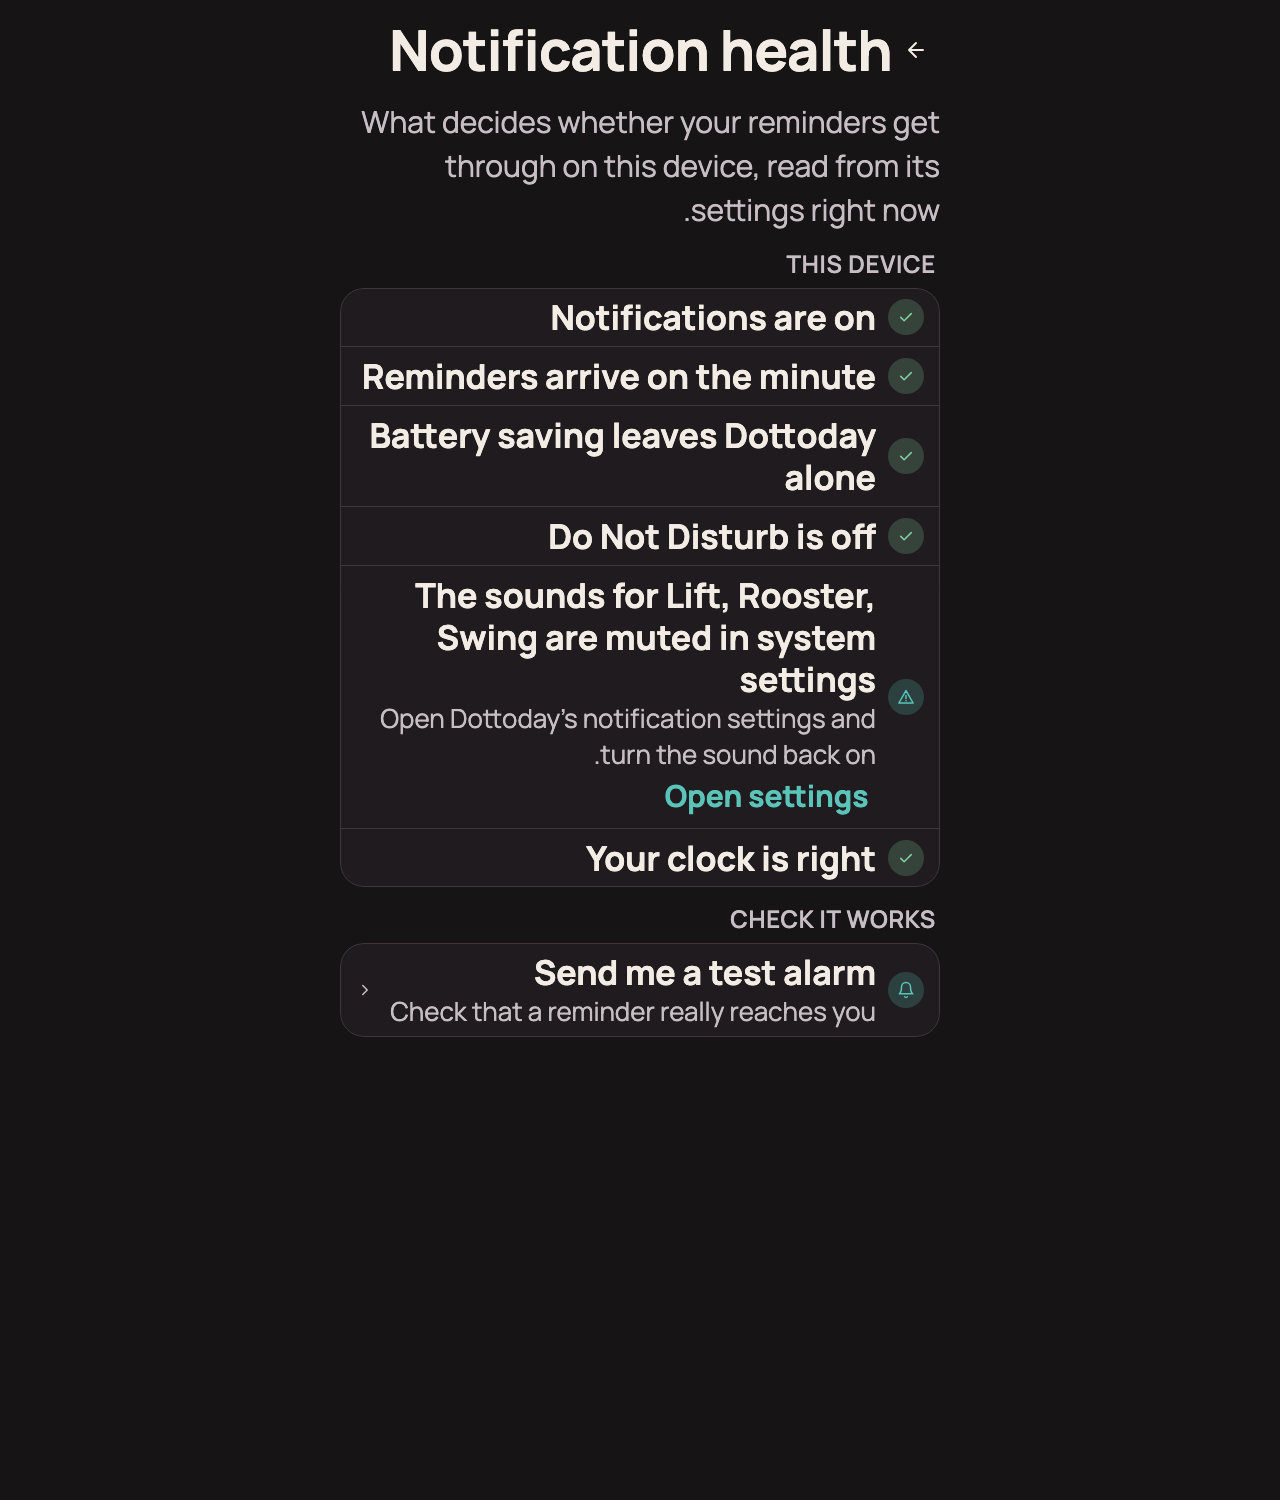 Notification health
What decides whether your reminders get
through on this device, read from its
settings right now.
THIS DEVICE
Notifications are on
Reminders arrive on the minute
Battery saving leaves Dottoday
alone
Do Not Disturb is off
The sounds for Lift, Rooster,
Swing are muted in system
settings
Open Dottoday's notification settings and
turn the sound back on.
Open settings
Your clock is right
CHECK IT WORKS
Send me a test alarm
Check that a reminder really reaches you